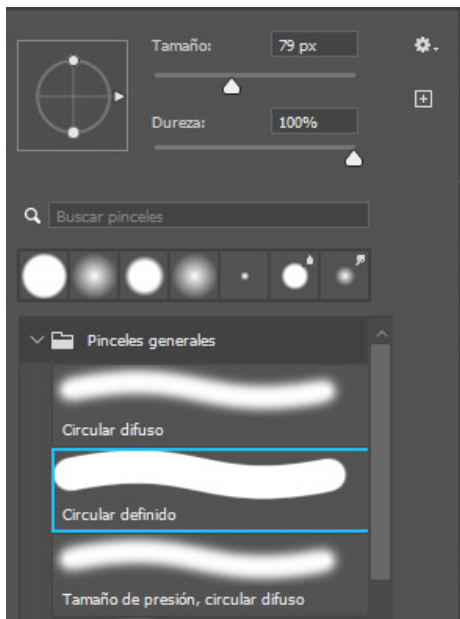 Tamaño:
79 px
Dureza:
100%
Buscar pinceles
Pinceles generales
Circular difuso
Circular definido
Tamaño de presión, circular difuso